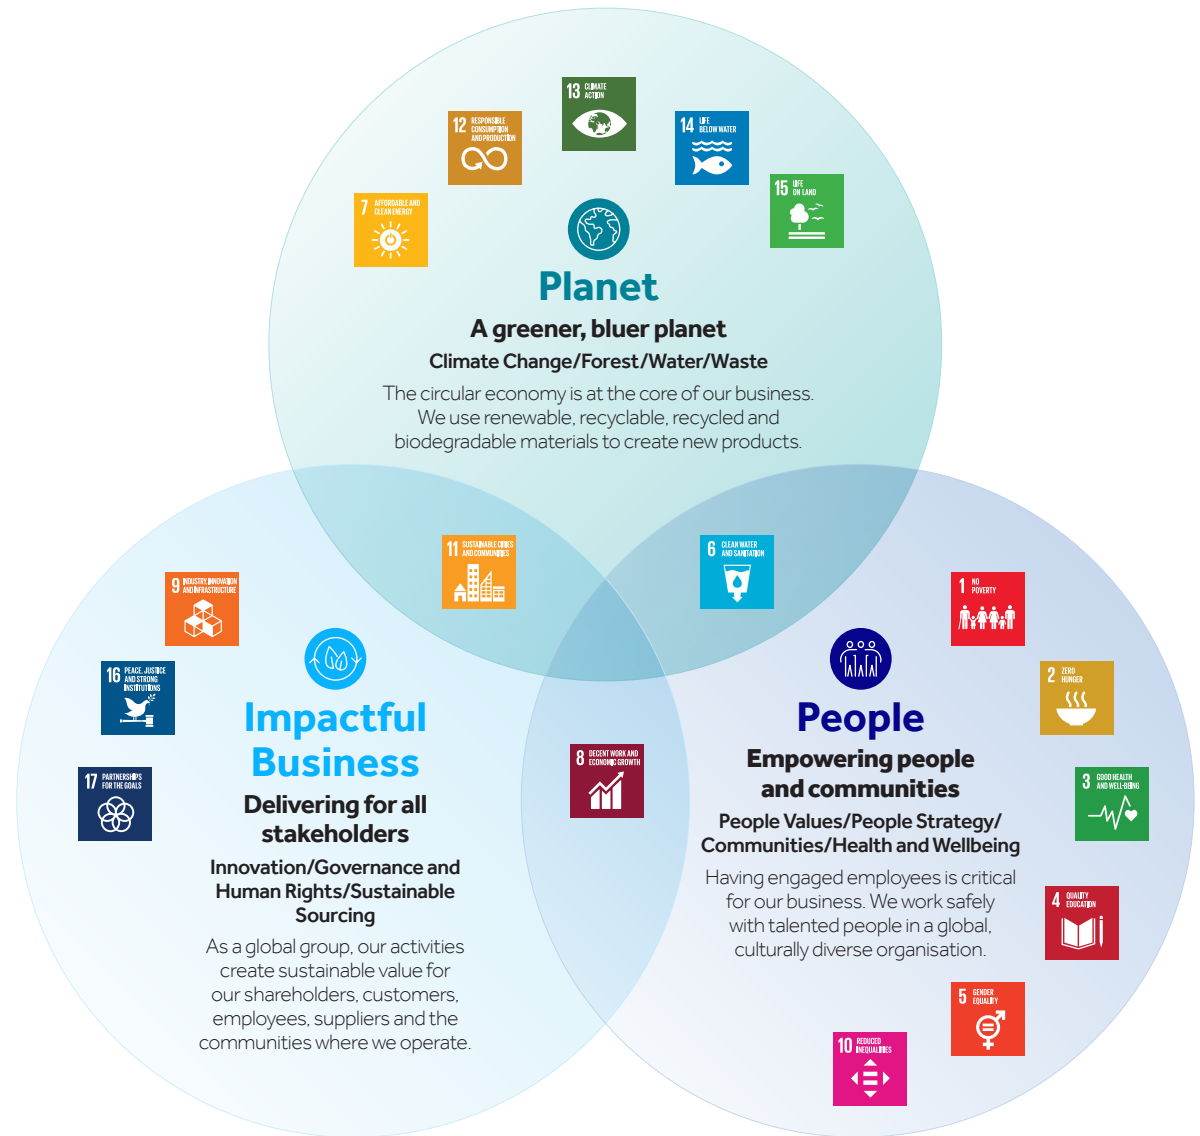 13 CLIMATE
ACTION
12 RESPONSIBLE
CONSUMPTION
AND PRODUCTION
14 LIFE
BELOW WATER
15 LIFE
ON LAND
7 AFFORDABLE AND
CLEAN ENERGY
Planet
A greener, bluer planet
Climate Change/Forest/Water/Waste
The circular economy is at the core of our business.
We use renewable, recyclable, recycled and
biodegradable materials to create new products.
11 SUSTAINABLE CITIES
AND COMMUNITIES
6 CLEAN WATER
AND SANITATION
9 INDUSTRY, INNOVATION
AND INFRASTRUCTURE
16 PEACE, JUSTICE
AND STRONG
INSTITUTIONS
17 PARTNERSHIPS
FOR THE GOALS
Impactful
Business
Delivering for all
stakeholders
Innovation/Governance and
Human Rights/Sustainable
Sourcing
As a global group, our activities
create sustainable value for
our shareholders, customers,
employees, suppliers and the
communities where we operate.
8 DECENT WORK AND
ECONOMIC GROWTH
People
Empowering people
and communities
People Values/People Strategy/
Communities/Health and Wellbeing
Having engaged employees is critical
for our business. We work safely
with talented people in a global,
culturally diverse organisation.
1 NO
POVERTY
2 ZERO
HUNGER
3 GOOD HEALTH
AND WELL-BEING
4 QUALITY
EDUCATION
5 GENDER
EQUALITY
10 REDUCED
INEQUALITIES